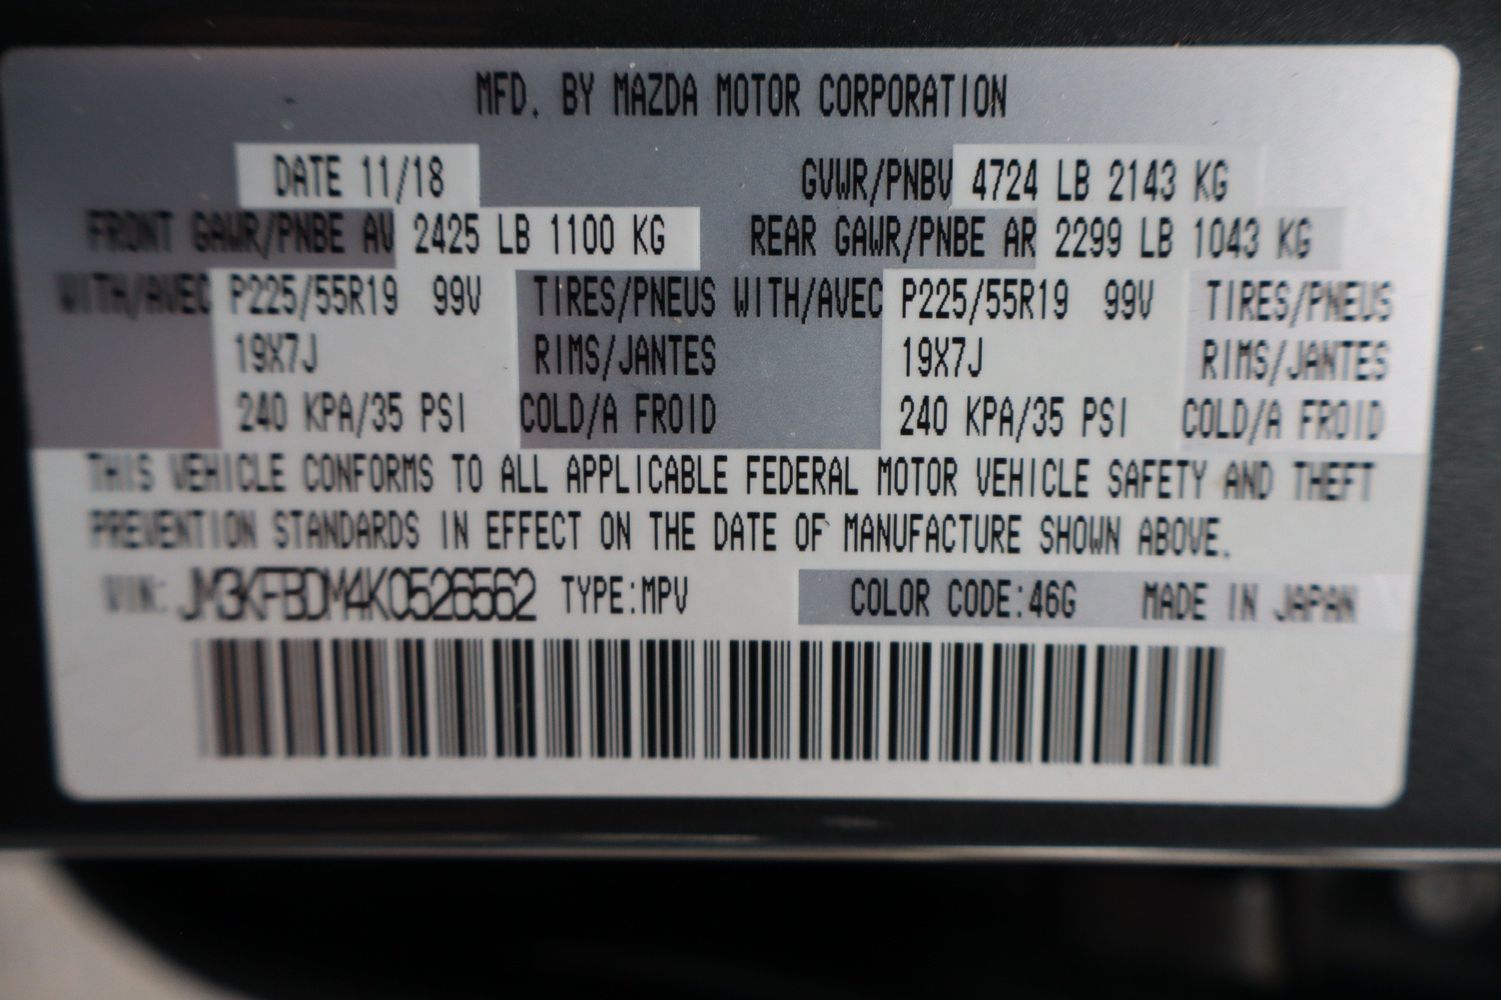 MFD. BY MAZDA MOTOR CORPORATION
DATE 11/18 GVWR/PNBV 4724 LB 2143 KG
FRONT GAWR/PNBE AV 2425 LB 1100 KG REAR GAWR/PNBE AR 2299 LB 1043 KG
WITH/AVEC P225/55R19 99V TIRES/PNEUS WITH/AVEC P225/55R19 99V TIRES/PNEUS
19X7J RIMS/JANTES 19X7J RIMS/JANTES
240 KPA/35 PSI COLD/A FROID 240 KPA/35 PSI COLD/A FROID
THIS VEHICLE CONFORMS TO ALL APPLICABLE FEDERAL MOTOR VEHICLE SAFETY AND THEFT
PREVENTION STANDARDS IN EFFECT ON THE DATE OF MANUFACTURE SHOWN ABOVE.
VIN: JM3KFBDM4K0526562 TYPE:MPV COLOR CODE:46G MADE IN JAPAN